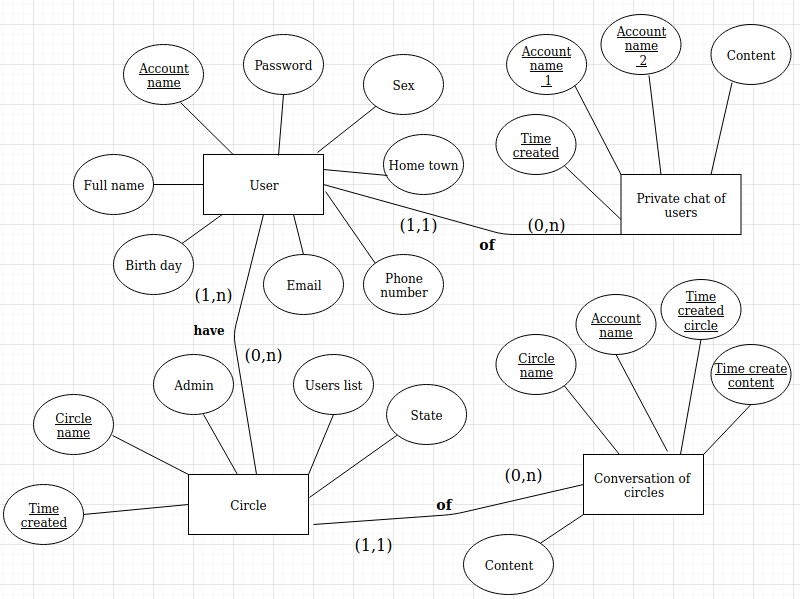 Account
name
Password
Sex
Home town
Full name
User
Birth day
Email
Phone
number
Account
name
1
Account
name
2
Content
Time
created
Private chat of
users
(1,1)
(0,n)
of
(1,n)
have
(0,n)
Admin
Users list
State
Circle
name
Time
created
Circle
Circle
name
Account
name
Time
created
circle
Time create
content
Conversation of
circles
(0,n)
of
(1,1)
Content